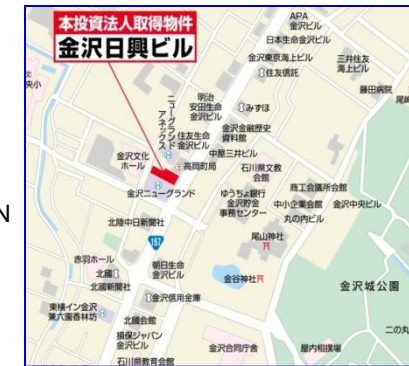 本投資法人取得物件
金沢日興ビル
APA
金沢ビル
日本生命金沢ビル
金沢東京海上ビル
住友信託
三井住友
海上ビル
藤田病院
尾崎
央小
ニューグランド
アネックス
明治
安田生命
金沢ビル
みずほ
住友生命
金沢ビル
金沢金融歴史
資料館
中屋三井ビル
金沢文化
ホール
高岡町局
石川県文教
会館
金沢ニューグランド
ゆうちょ銀行
金沢貯金
事務センター
商工会議所会館
中小企業会館
金沢中央ビル
丸の内ビル
N
北陸中日新聞社
尾山神社
157
赤羽ホール
北國
北國新聞社
朝日生命
金沢ビル
金谷神社
金沢城公園
金沢信用金庫
東横イン金沢
兼六園香林坊
北國会館
損保ジャパン
金沢ビル
二の丸
金沢合同庁舎
屋内相撲場
石川県教育会館